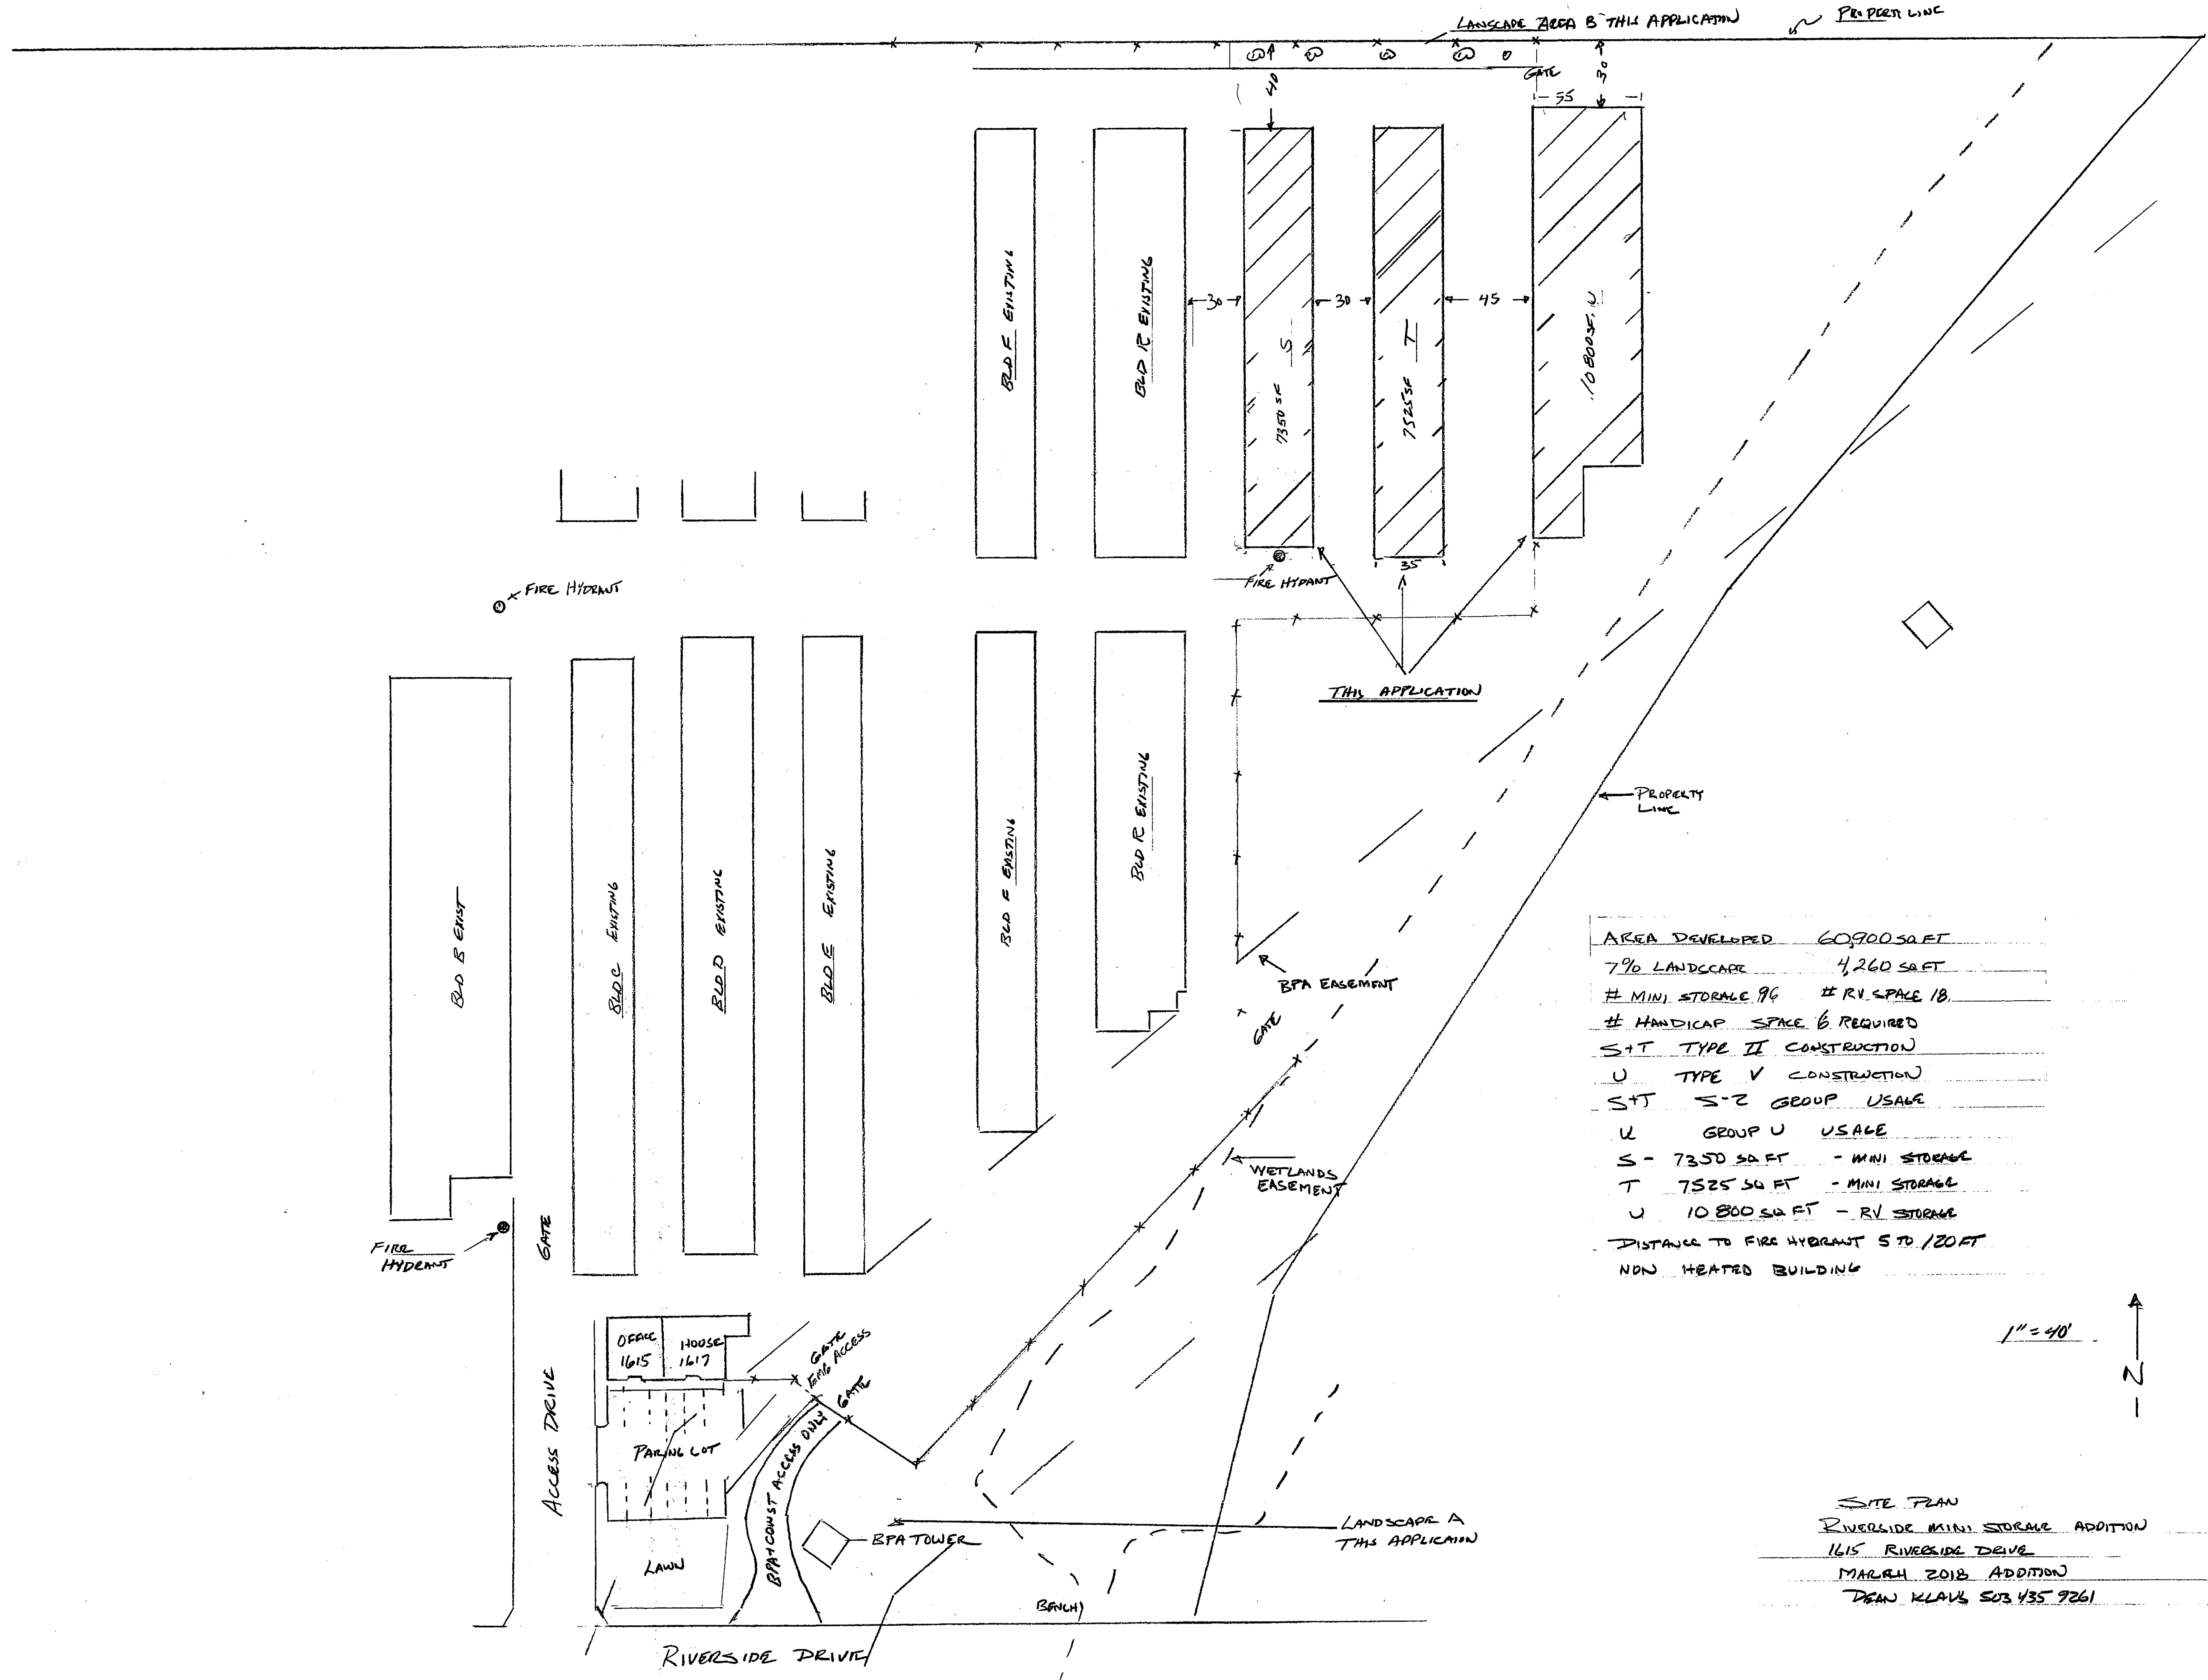 LANSCAPE AREA B THIS APPLICATION
PROPERTY LINE
GATE
40
30
55
BLD F EXISTING
BLD R EXISTING
30
30
45
S
7350 SF
T
7525 SF
10800 SF. U
FIRE HYDRANT
FIRE HYDANT
35
THIS APPLICATION
PROPERTY
LINE
BLD B EXIST
BLD C EXISTING
BLD D EXISTING
BLD E EXISTING
BLD F EXISTING
BLD R EXISTING
BPA EASEMENT
GATE
WETLANDS
EASEMENT
AREA DEVELOPED 60,900 SQ FT
7% LANDSCAPE 4,260 SQ FT
# MINI STORAGE 96 # RV SPACE 18
# HANDICAP SPACE 6 REQUIRED
S+T TYPE II CONSTRUCTION
U TYPE V CONSTRUCTION
S+T S-2 GROUP USAGE
U GROUP U USAGE
S - 7350 SQ FT - MINI STORAGE
T 7525 SQ FT - MINI STORAGE
U 10800 SQ FT - RV STORAGE
DISTANCE TO FIRE HYDRANT 5 TO 120 FT
NON HEATED BUILDING
FIRE
HYDRANT
GATE
ACCESS DRIVE
OFFICE
1615
HOUSE
1617
GATE
EMG ACCESS
GATE
PARING LOT
BPA+CONST ACCESS ONLY
LAWN
BPA TOWER
LANDSCAPE A
THIS APPLICAION
BENCH
RIVERSIDE DRIVE
1" = 40'
N
SITE PLAN
RIVERSIDE MINI STORAGE ADDITION
1615 RIVERSIDE DRIVE
MARCH 2018 ADDITION
DEAN KLAUS 503 435 9261